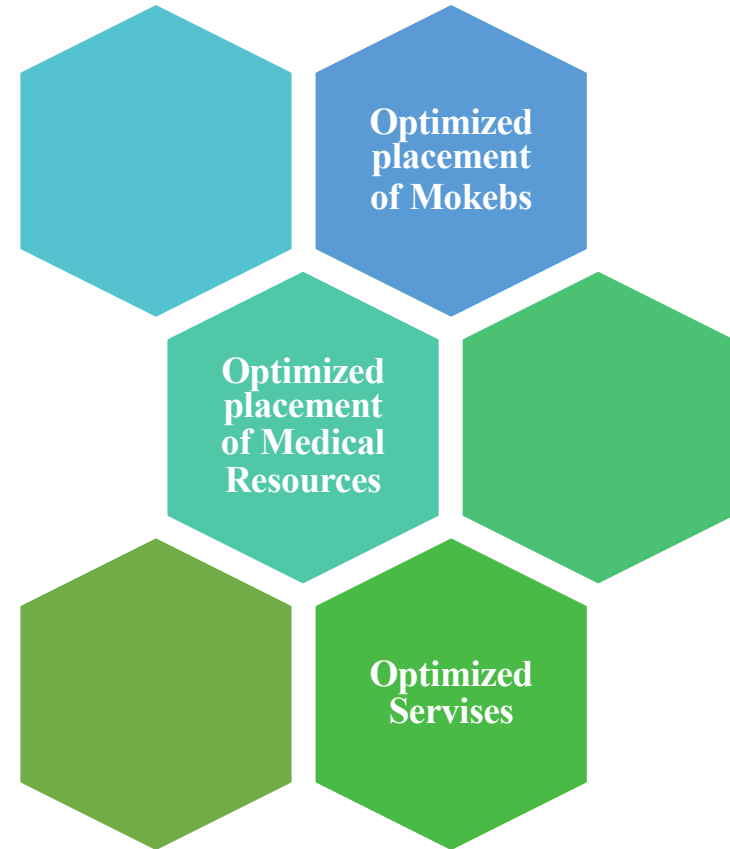 Optimized
placement
of Mokebs
Optimized
placement
of Medical
Resources
Optimized
Servises